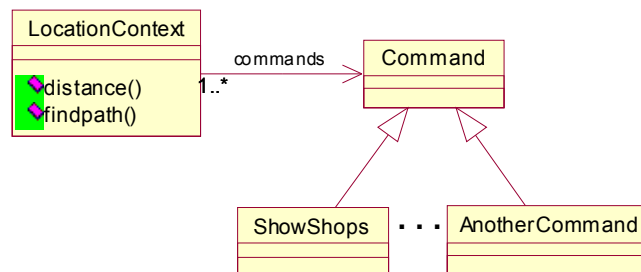 LocationContext
distance()
findpath()
commands
1..*
Command
ShowShops
. . .
AnotherCommand